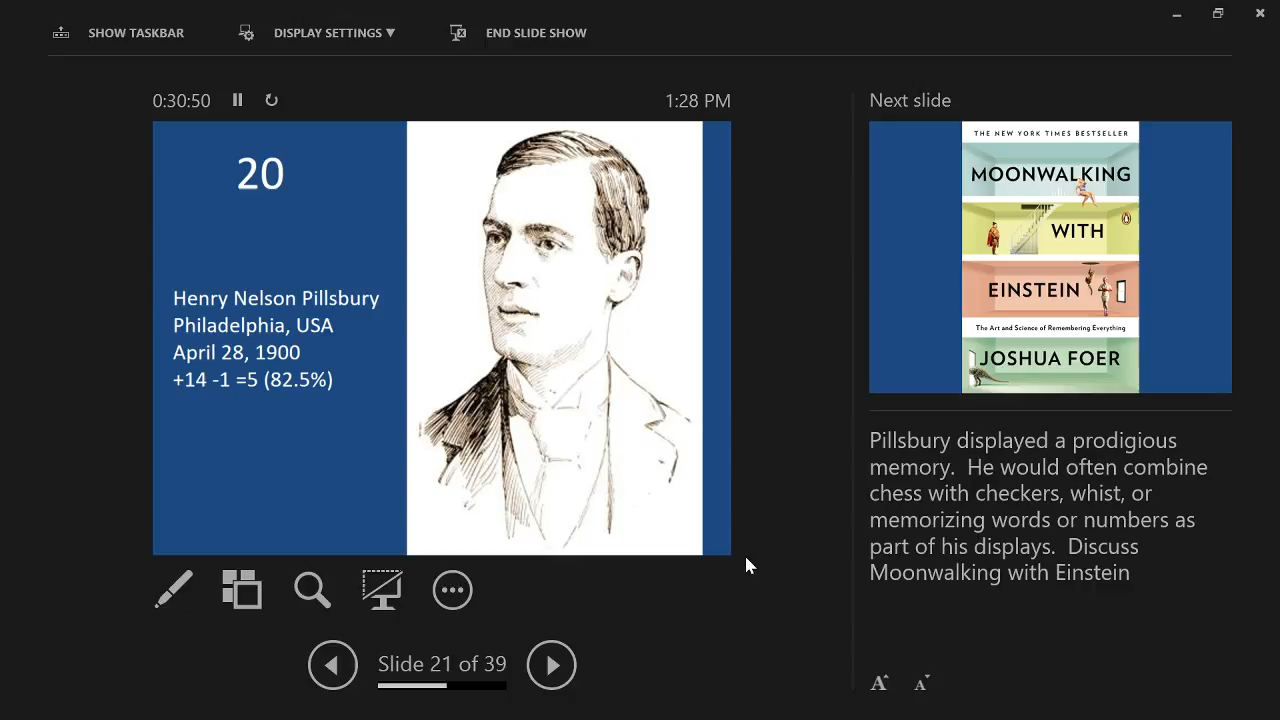 SHOW TASKBAR
DISPLAY SETTINGS ▼
END SLIDE SHOW
0:30:50
1:28 PM
20
Henry Nelson Pillsbury
Philadelphia, USA
April 28, 1900
+14 -1 =5 (82.5%)
Slide 21 of 39
Next slide
THE NEW YORK TIMES BESTSELLER
MOONWALKING
WITH
EINSTEIN
The Art and Science of Remembering Everything
JOSHUA FOER
Pillsbury displayed a prodigious
memory. He would often combine
chess with checkers, whist, or
memorizing words or numbers as
part of his displays. Discuss
Moonwalking with Einstein
A A